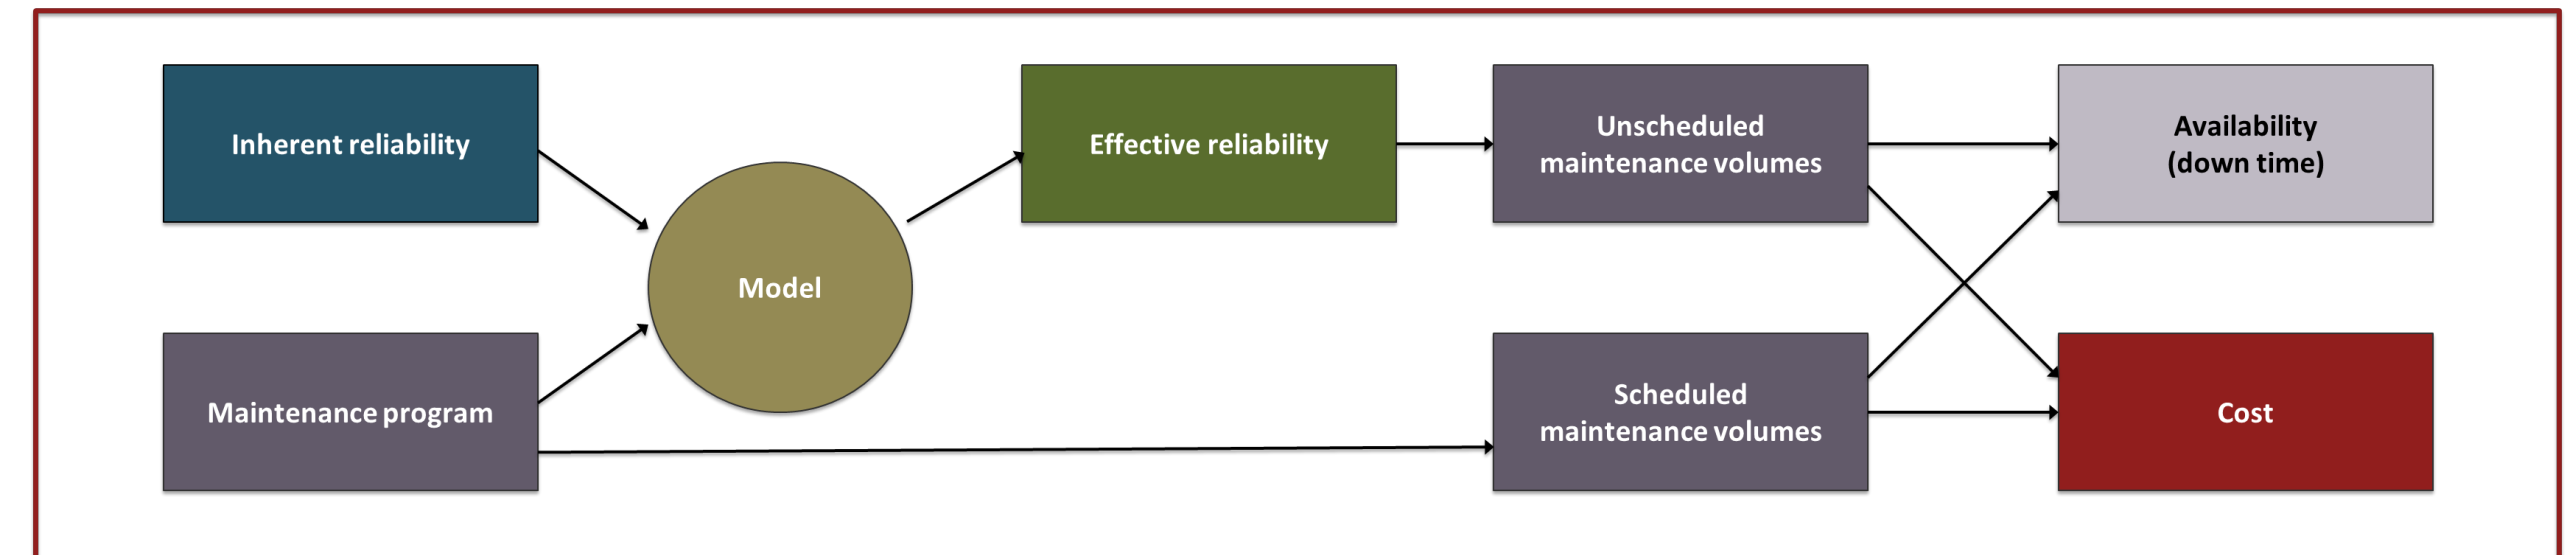 Inherent reliability
Effective reliability
Unscheduled
maintenance volumes
Availability
(down time)
Model
Maintenance program
Scheduled
maintenance volumes
Cost